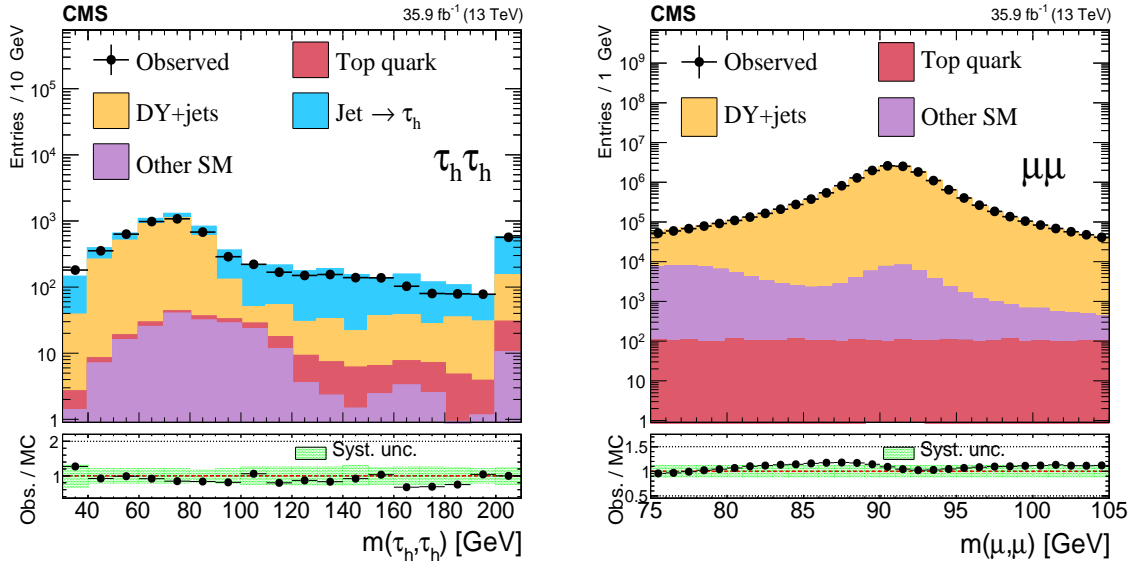 CMS 35.9 fb⁻¹ (13 TeV)
Entries / 10 GeV
10⁵
10⁴
10³
10²
10
1
Observed
Top quark
DY+jets
Jet → τₕ
Other SM
τₕτₕ
Obs. / MC
2
1
Syst. unc.
40 60 80 100 120 140 160 180 200
m(τₕ,τₕ) [GeV]
CMS 35.9 fb⁻¹ (13 TeV)
Entries / 1 GeV
10⁹
10⁸
10⁷
10⁶
10⁵
10⁴
10³
10²
10
1
Observed
Top quark
DY+jets
Other SM
μμ
Obs. / MC
1.5
1
0.5
Syst. unc.
75 80 85 90 95 100 105
m(μ,μ) [GeV]